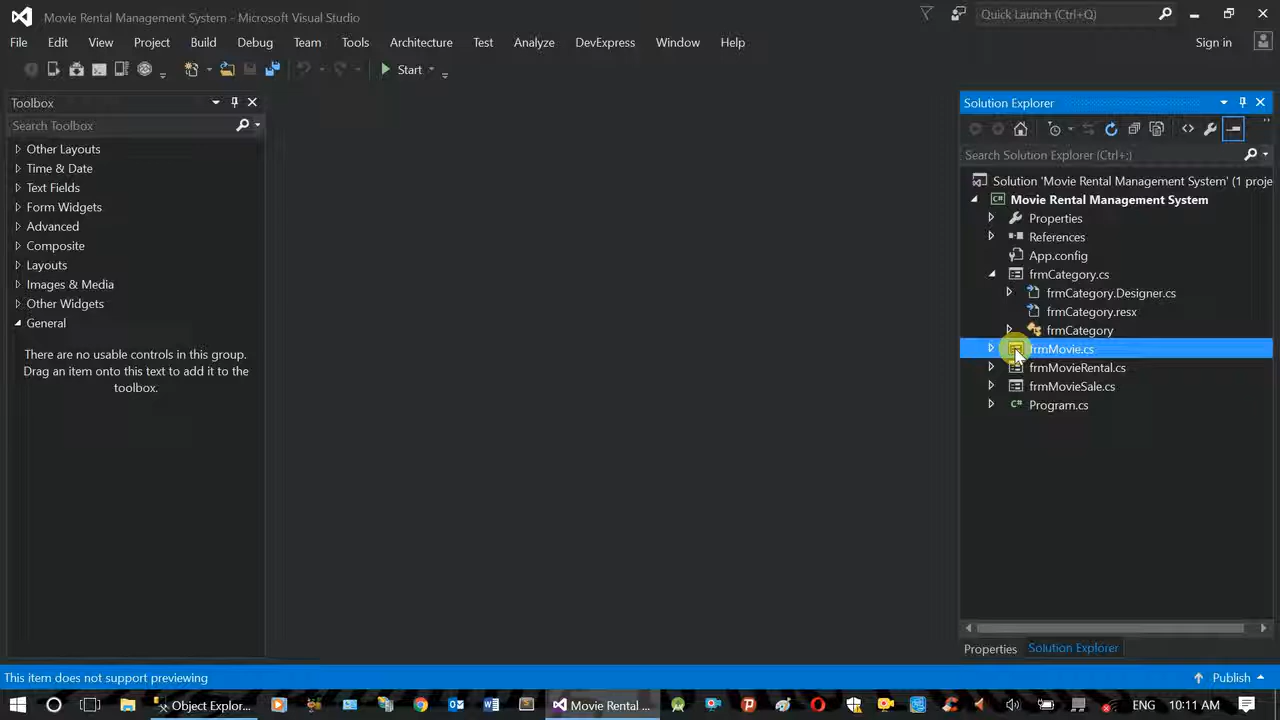 Movie Rental Management System - Microsoft Visual Studio
Quick Launch (Ctrl+Q)
File Edit View Project Build Debug Team Tools Architecture Test Analyze DevExpress Window Help
Sign in
Start
Toolbox
Search Toolbox
Other Layouts
Time & Date
Text Fields
Form Widgets
Advanced
Composite
Layouts
Images & Media
Other Widgets
General
There are no usable controls in this group.
Drag an item onto this text to add it to the
toolbox.
Solution Explorer
Search Solution Explorer (Ctrl+;)
Solution 'Movie Rental Management System' (1 proje
Movie Rental Management System
Properties
References
App.config
frmCategory.cs
frmCategory.Designer.cs
frmCategory.resx
frmCategory
frmMovie.cs
frmMovieRental.cs
frmMovieSale.cs
Program.cs
Properties Solution Explorer
This item does not support previewing
Publish
Object Explor...
Movie Rental ...
ENG 10:11 AM